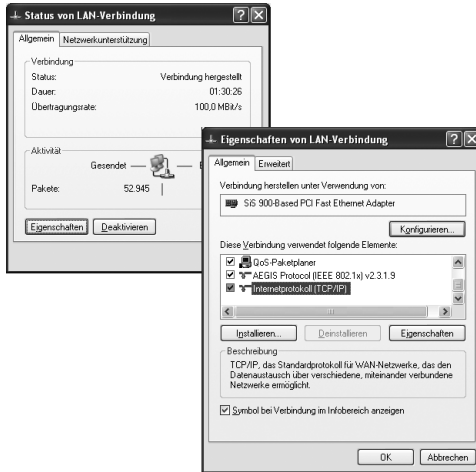 Status von LAN-Verbindung
Allgemein Netzwerkunterstützung
Verbindung
Status: Verbindung hergestellt
Dauer: 01:30:26
Übertragungsrate: 100,0 MBit/s
Aktivität
Gesendet
Pakete: 52.945
Eigenschaften Deaktivieren
Eigenschaften von LAN-Verbindung
Allgemein Erweitert
Verbindung herstellen unter Verwendung von:
SiS 900-Based PCI Fast Ethernet Adapter
Konfigurieren...
Diese Verbindung verwendet folgende Elemente:
QoS-Paketplaner
AEGIS Protocol (IEEE 802.1x) v2.3.1.9
Internetprotokoll (TCP/IP)
Installieren... Deinstallieren Eigenschaften
Beschreibung
TCP/IP, das Standardprotokoll für WAN-Netzwerke, das den
Datenaustausch über verschiedene, miteinander verbundene
Netzwerke ermöglicht.
Symbol bei Verbindung im Infobereich anzeigen
OK Abbrechen